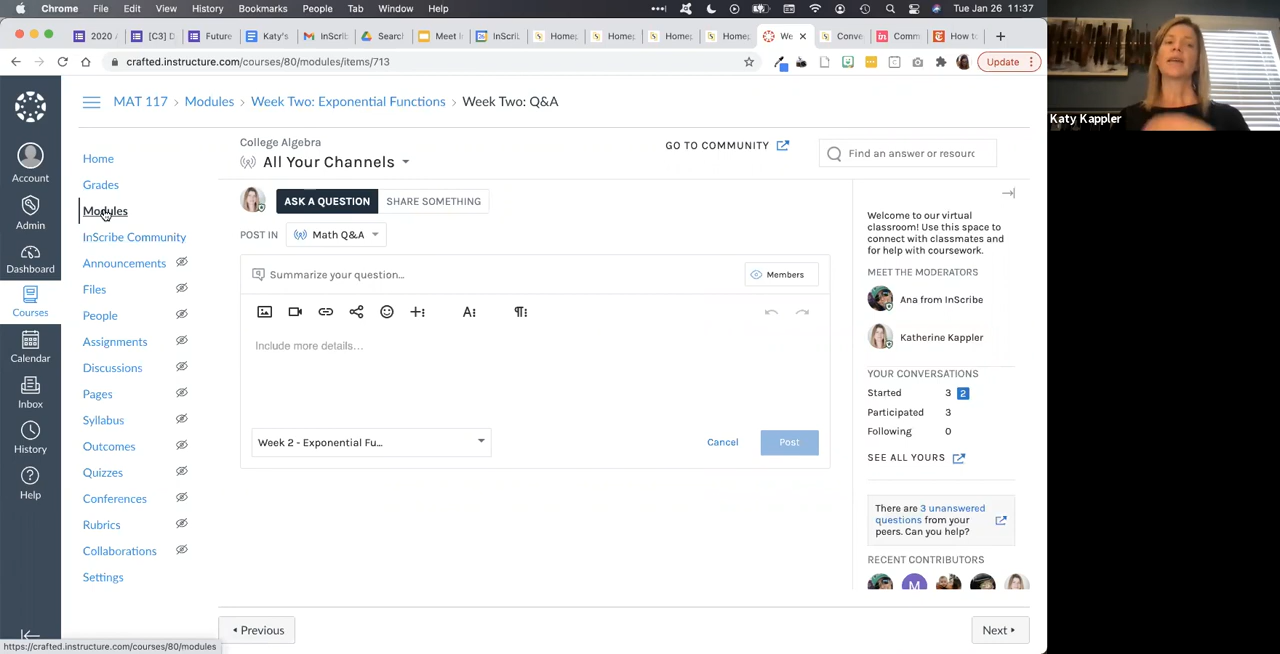 Chrome File Edit View History Bookmarks People Tab Window Help
Tue Jan 26 11:37
2020 /
[C3] D
Future
Katy's
InScrib
Search
Meet I
InScrib
Home
Home
Home
Home
We
Conve
Comm
How to
crafted.instructure.com/courses/80/modules/items/713
Update
MAT 117 › Modules › Week Two: Exponential Functions › Week Two: Q&A
Katy Kappler
Account
Admin
Dashboard
Courses
Calendar
Inbox
History
Help
Home
Grades
Modules
InScribe Community
Announcements
Files
People
Assignments
Discussions
Pages
Syllabus
Outcomes
Quizzes
Conferences
Rubrics
Collaborations
Settings
College Algebra
All Your Channels
GO TO COMMUNITY
Find an answer or resourc
ASK A QUESTION
SHARE SOMETHING
POST IN
Math Q&A
Summarize your question...
Members
Include more details...
Week 2 - Exponential Fu...
Cancel
Post
Welcome to our virtual
classroom! Use this space to
connect with classmates and
for help with coursework.
MEET THE MODERATORS
Ana from InScribe
Katherine Kappler
YOUR CONVERSATIONS
Started 3 2
Participated 3
Following 0
SEE ALL YOURS
There are 3 unanswered
questions from your
peers. Can you help?
RECENT CONTRIBUTORS
M
Previous
Next
https://crafted.instructure.com/courses/80/modules